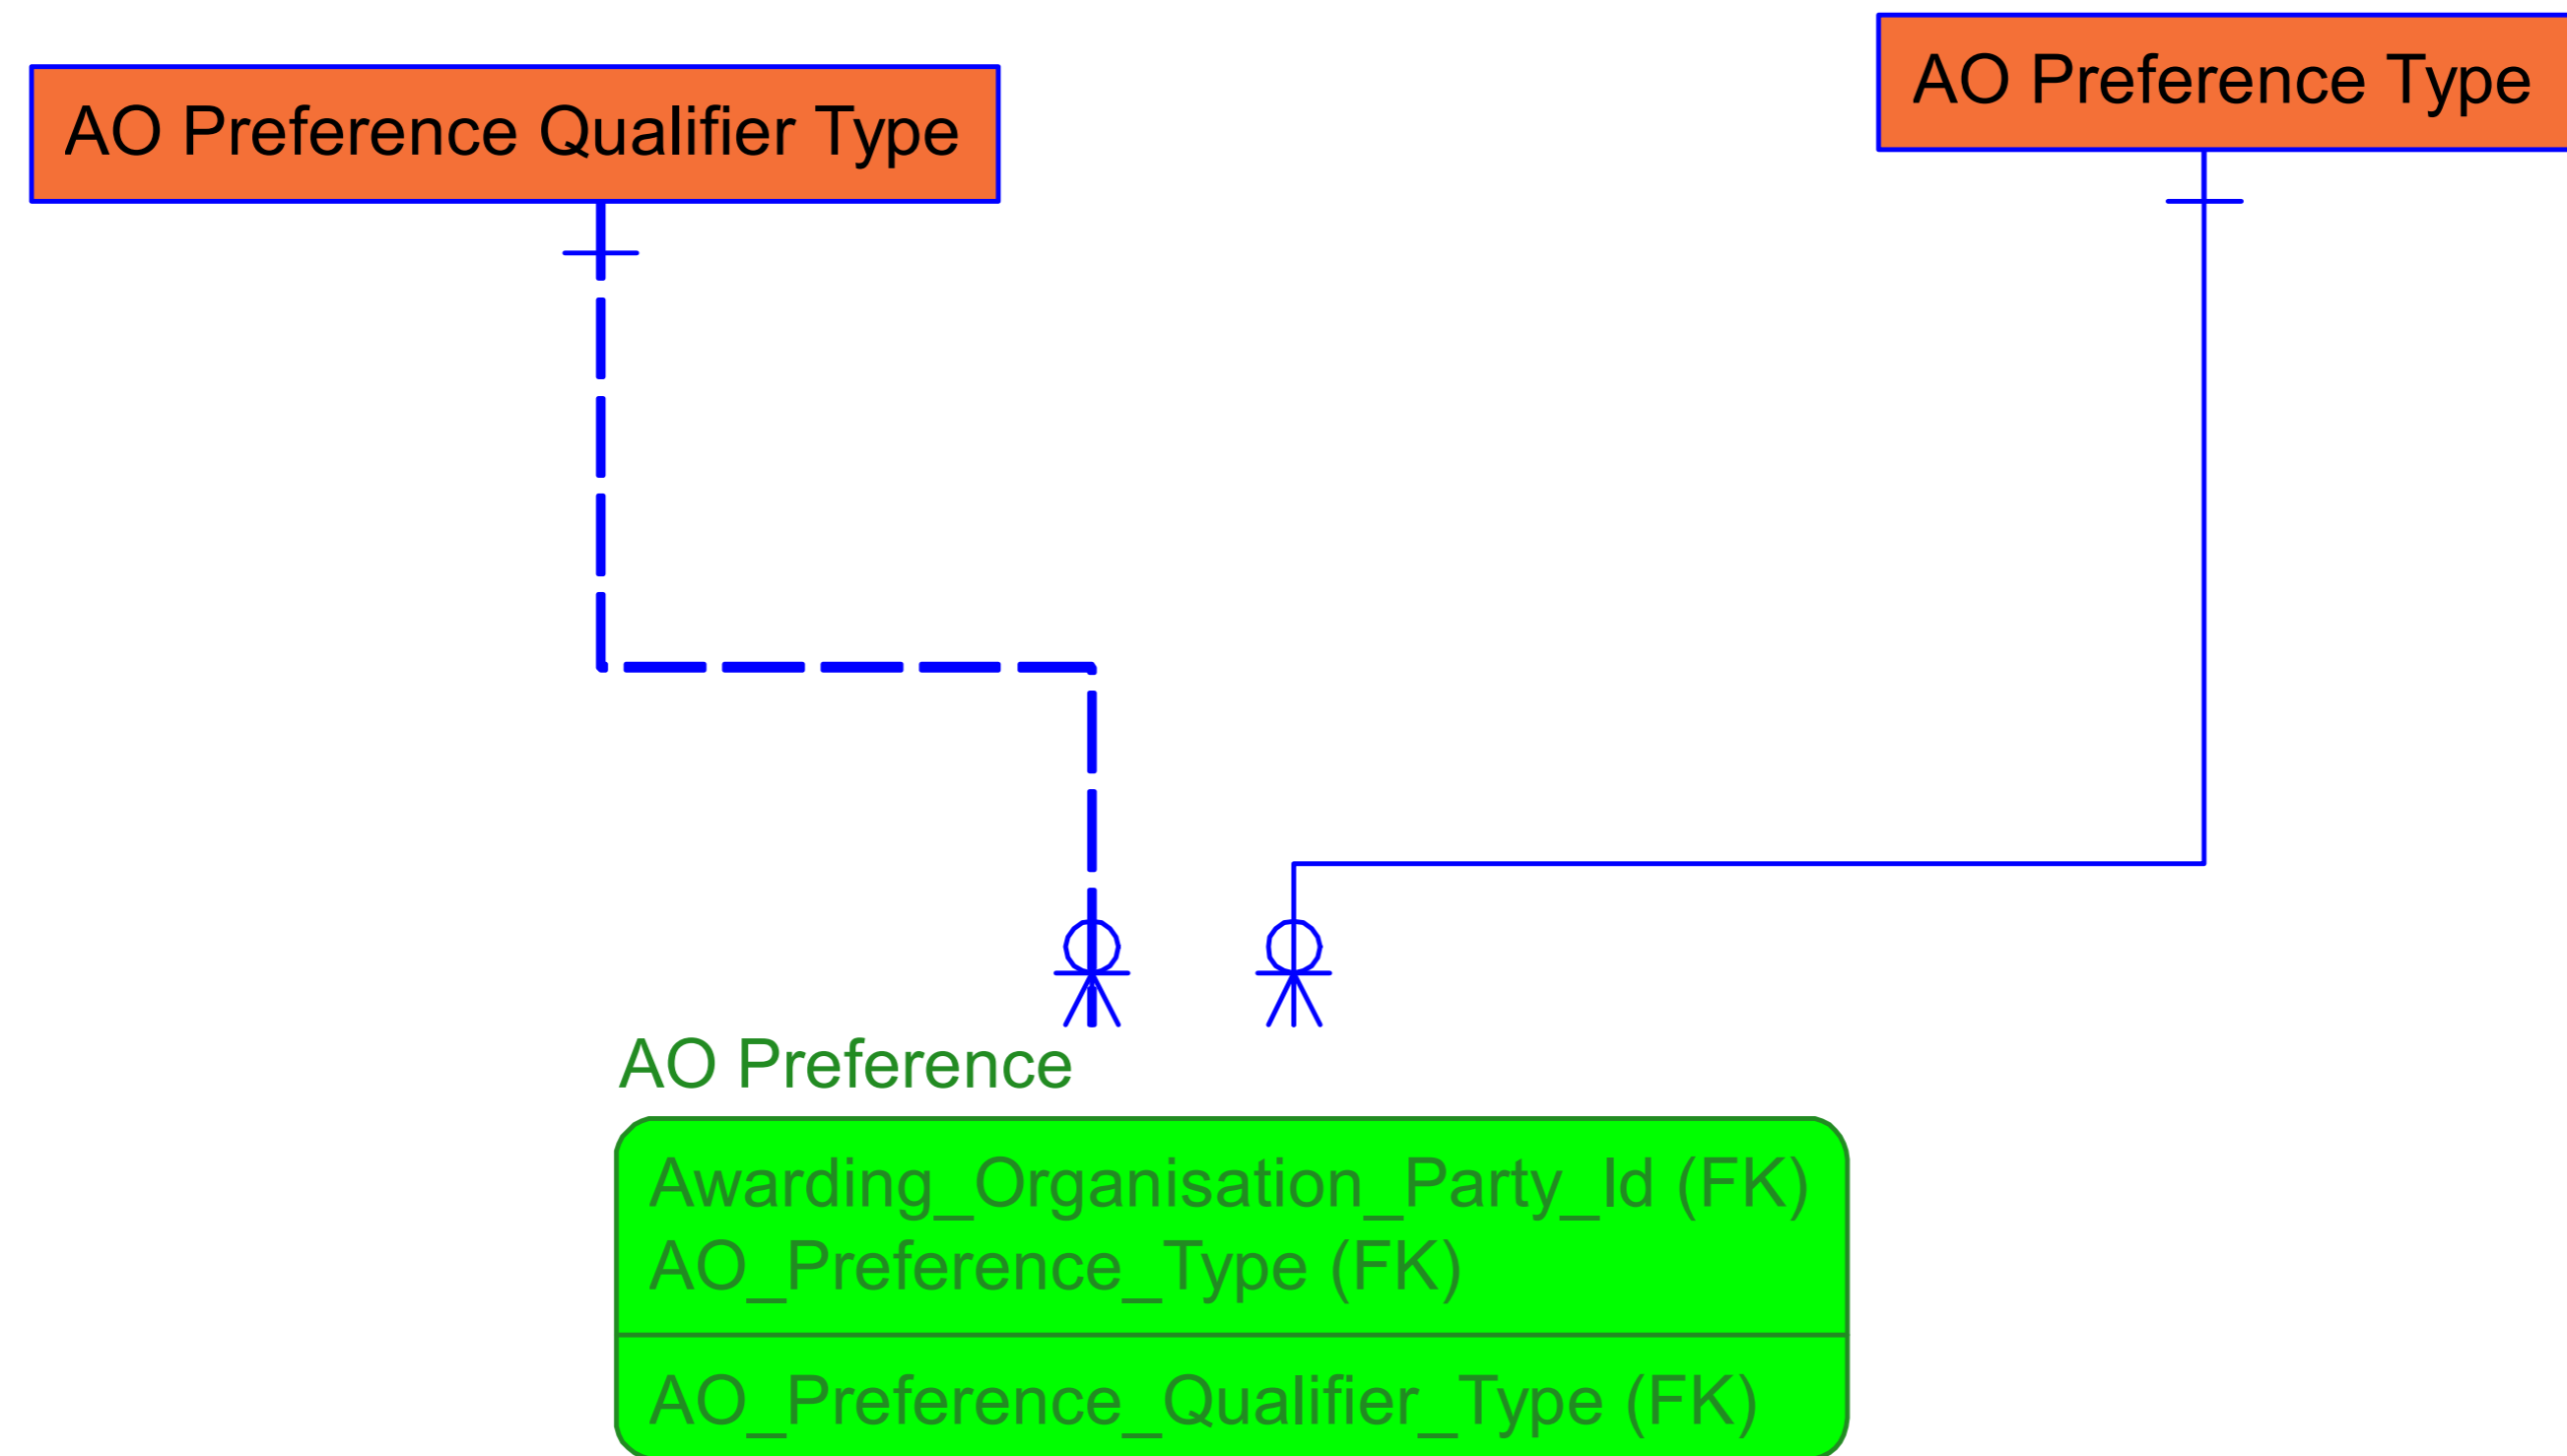 AO Preference Qualifier Type
AO Preference Type
AO Preference
Awarding_Organisation_Party_Id (FK)
AO_Preference_Type (FK)
AO_Preference_Qualifier_Type (FK)